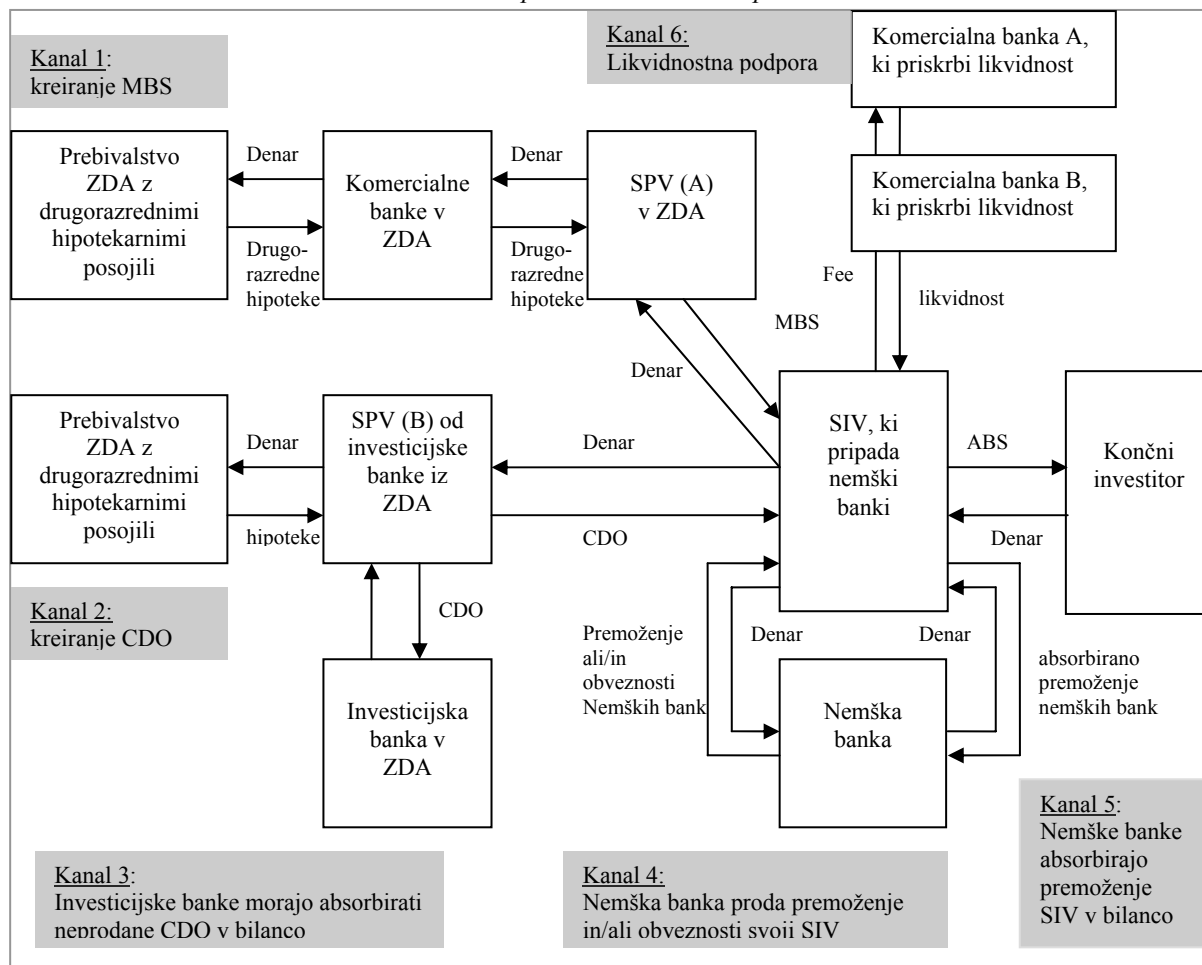 Kanal 1:
kreiranje MBS
Kanal 6:
Likvidnostna podpora
Komercialna banka A,
ki priskrbi likvidnost
Prebivalstvo
ZDA z
drugorazrednimi
hipotekarnimi
posojili
Denar
Drugo-
razredne
hipoteke
Komercialne
banke v
ZDA
Denar
Drugo-
razredne
hipoteke
SPV (A)
v ZDA
Komercialna banka B,
ki priskrbi likvidnost
Fee
likvidnost
MBS
Denar
Prebivalstvo
ZDA z
drugorazrednimi
hipotekarnimi
posojili
Denar
hipoteke
SPV (B) od
investicijske
banke iz
ZDA
Denar
CDO
SIV, ki
pripada
nemški
banki
ABS
Denar
Končni
investitor
Kanal 2:
kreiranje CDO
CDO
Investicijska
banka v
ZDA
Premoženje
ali/in
obveznosti
Nemških bank
Denar
Denar
Nemška
banka
absorbirano
premoženje
nemških bank
Kanal 3:
Investicijske banke morajo absorbirati
neprodane CDO v bilanco
Kanal 4:
Nemška banka proda premoženje
in/ali obveznosti svoji SIV
Kanal 5:
Nemške banke
absorbirajo
premoženje
SIV v bilanco